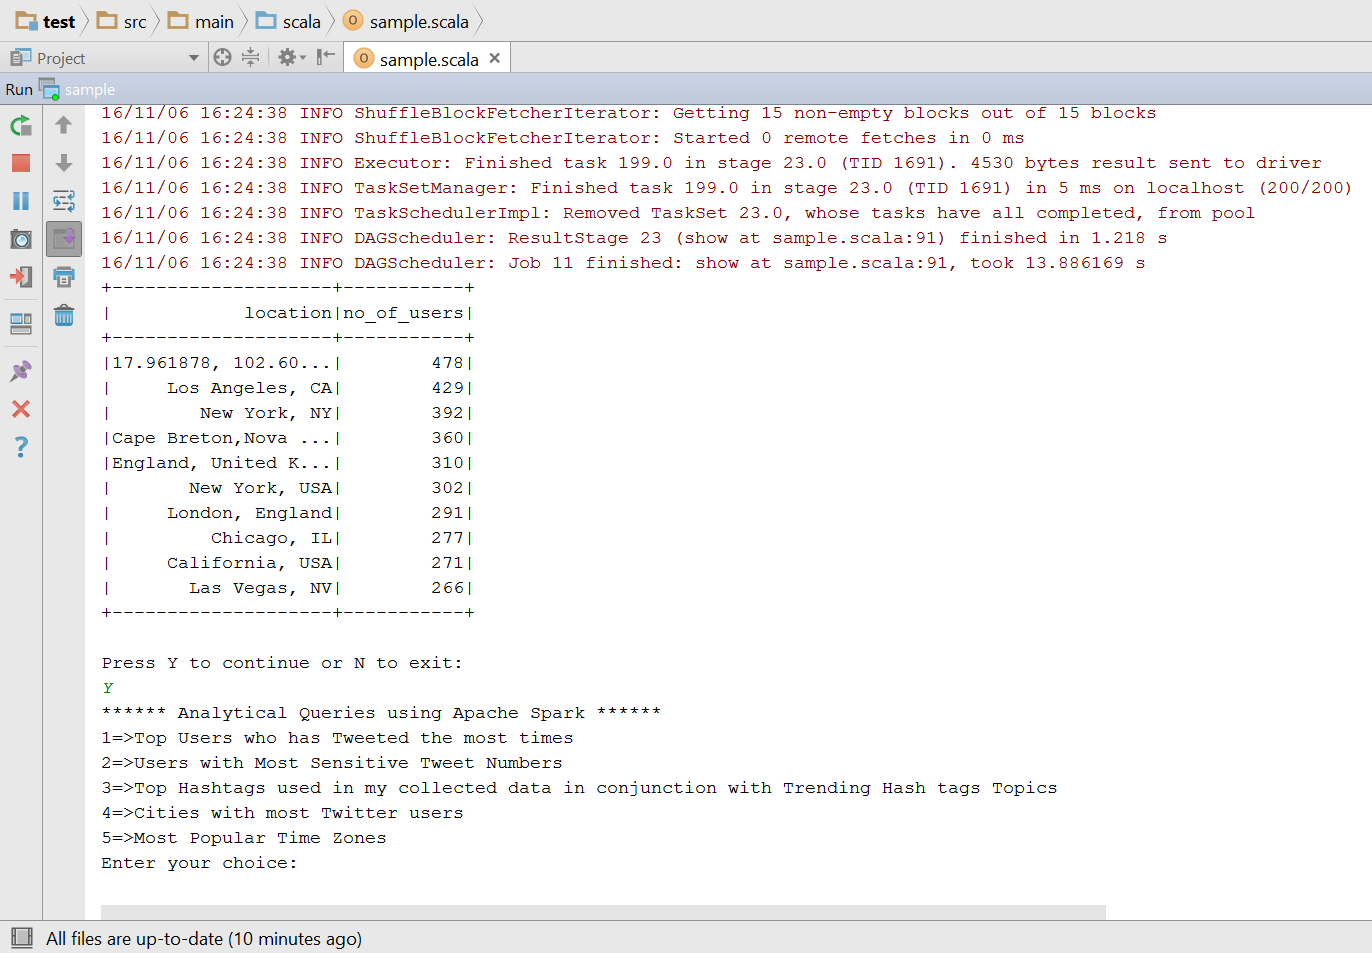 test src main scala sample.scala
Project sample.scala
Run sample
16/11/06 16:24:38 INFO ShuffleBlockFetcherIterator: Getting 15 non-empty blocks out of 15 blocks
16/11/06 16:24:38 INFO ShuffleBlockFetcherIterator: Started 0 remote fetches in 0 ms
16/11/06 16:24:38 INFO Executor: Finished task 199.0 in stage 23.0 (TID 1691). 4530 bytes result sent to driver
16/11/06 16:24:38 INFO TaskSetManager: Finished task 199.0 in stage 23.0 (TID 1691) in 5 ms on localhost (200/200)
16/11/06 16:24:38 INFO TaskSchedulerImpl: Removed TaskSet 23.0, whose tasks have all completed, from pool
16/11/06 16:24:38 INFO DAGScheduler: ResultStage 23 (show at sample.scala:91) finished in 1.218 s
16/11/06 16:24:38 INFO DAGScheduler: Job 11 finished: show at sample.scala:91, took 13.886169 s
+--------------------+-----------+
|            location|no_of_users|
+--------------------+-----------+
|17.961878, 102.60...|        478|
|     Los Angeles, CA|        429|
|        New York, NY|        392|
|Cape Breton,Nova ...|        360|
|England, United K...|        310|
|       New York, USA|        302|
|     London, England|        291|
|         Chicago, IL|        277|
|     California, USA|        271|
|       Las Vegas, NV|        266|
+--------------------+-----------+
Press Y to continue or N to exit:
Y
****** Analytical Queries using Apache Spark ******
1=>Top Users who has Tweeted the most times
2=>Users with Most Sensitive Tweet Numbers
3=>Top Hashtags used in my collected data in conjunction with Trending Hash tags Topics
4=>Cities with most Twitter users
5=>Most Popular Time Zones
Enter your choice:
All files are up-to-date (10 minutes ago)